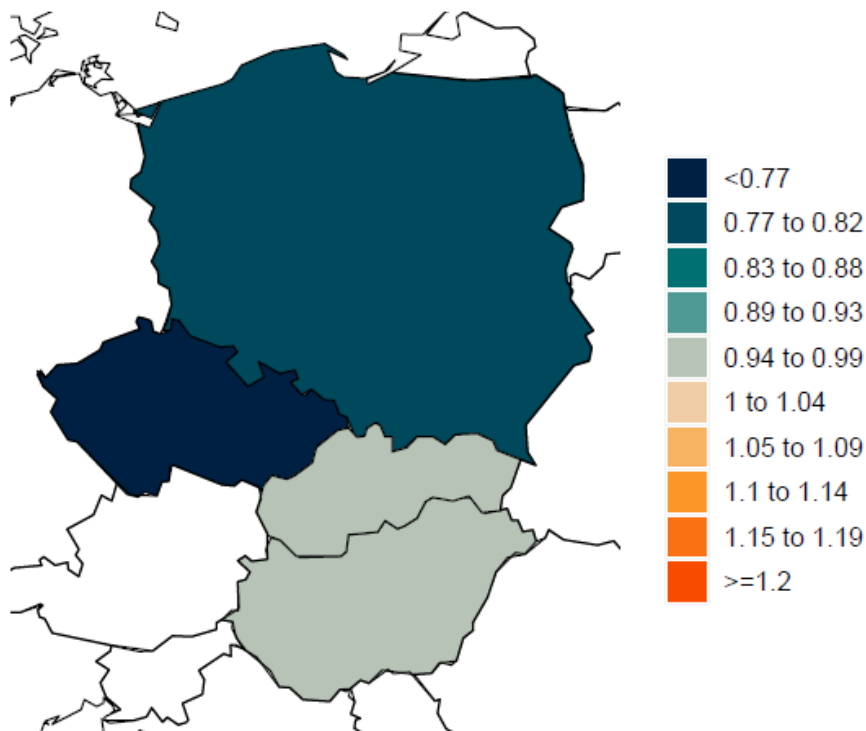 <0.77
0.77 to 0.82
0.83 to 0.88
0.89 to 0.93
0.94 to 0.99
1 to 1.04
1.05 to 1.09
1.1 to 1.14
1.15 to 1.19
>=1.2